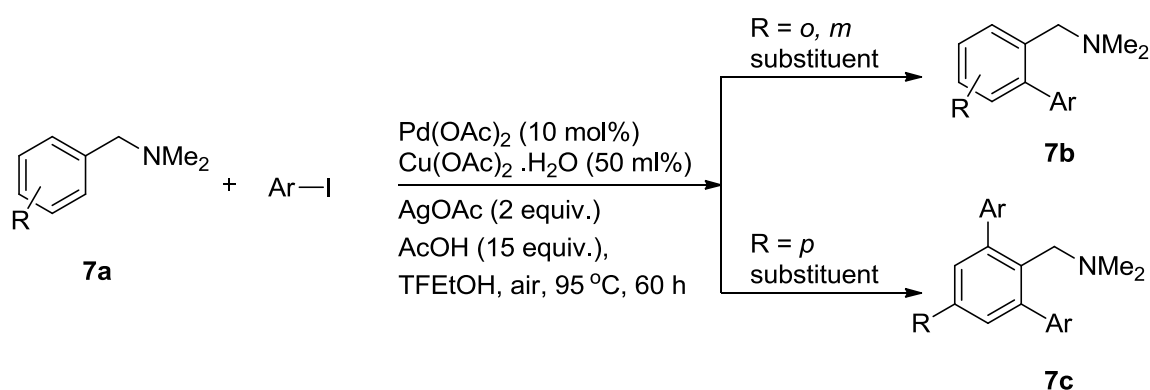 R
NMe2
7a
+
Ar—I
Pd(OAc)2 (10 mol%)
Cu(OAc)2 .H2O (50 ml%)
AgOAc (2 equiv.)
AcOH (15 equiv.),
TFEtOH, air, 95 °C, 60 h
R = o, m
substituent
NMe2
Ar
R
7b
R = p
substituent
Ar
NMe2
Ar
R
7c